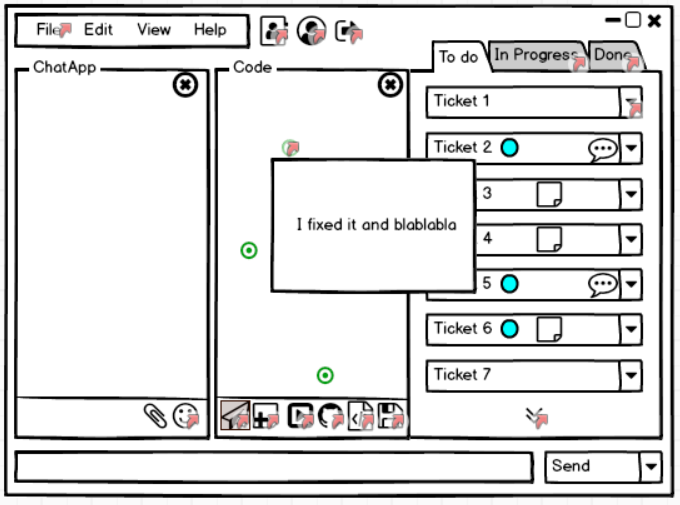 File Edit View Help
To do In Progress Done
ChatApp
Code
Ticket 1
Ticket 2
3
I fixed it and blablabla
4
5
Ticket 6
Ticket 7
Send